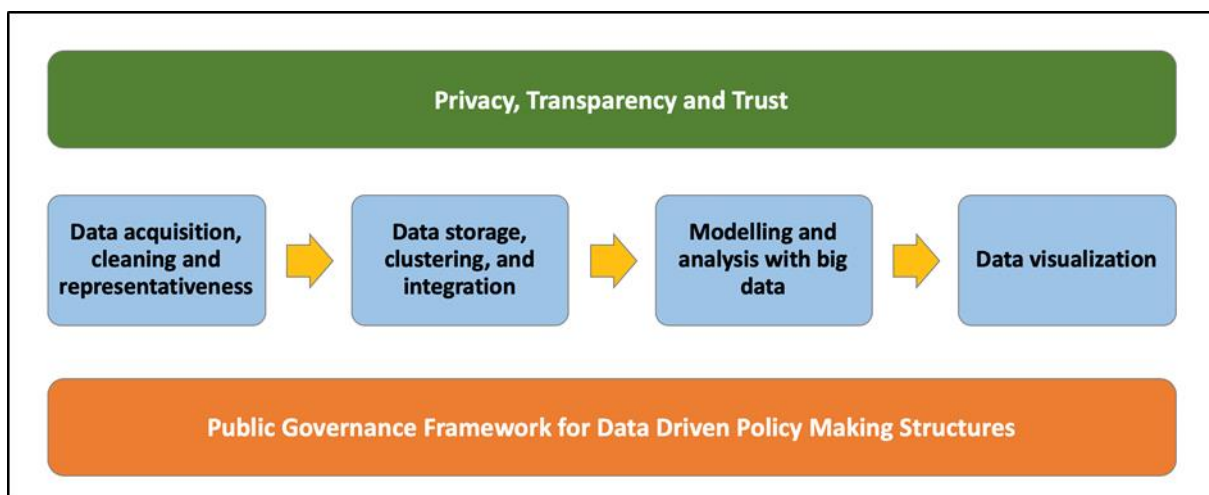 Privacy, Transparency and Trust
Data acquisition,
cleaning and
representativeness
Data storage,
clustering, and
integration
Modelling and
analysis with big
data
Data visualization
Public Governance Framework for Data Driven Policy Making Structures